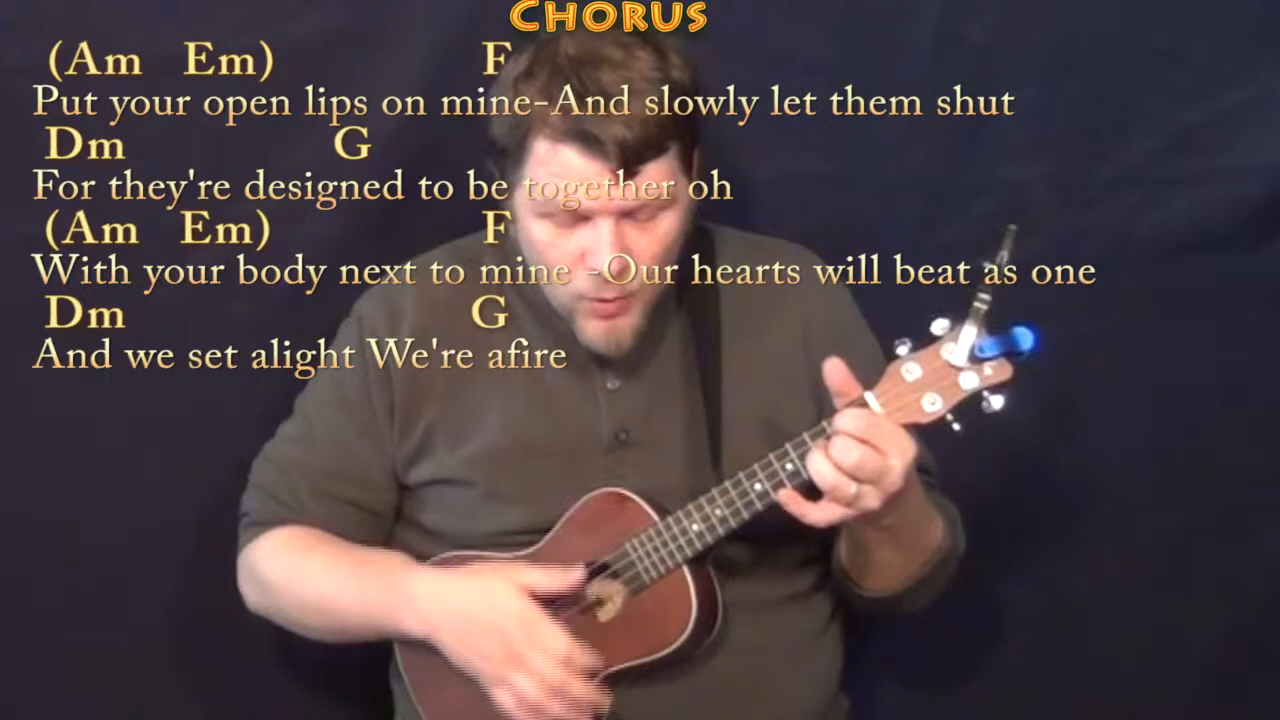 CHORUS
(Am Em) F
Put your open lips on mine-And slowly let them shut
Dm G
For they're designed to be together oh
(Am Em) F
With your body next to mine -Our hearts will beat as one
Dm G
And we set alight We're afire